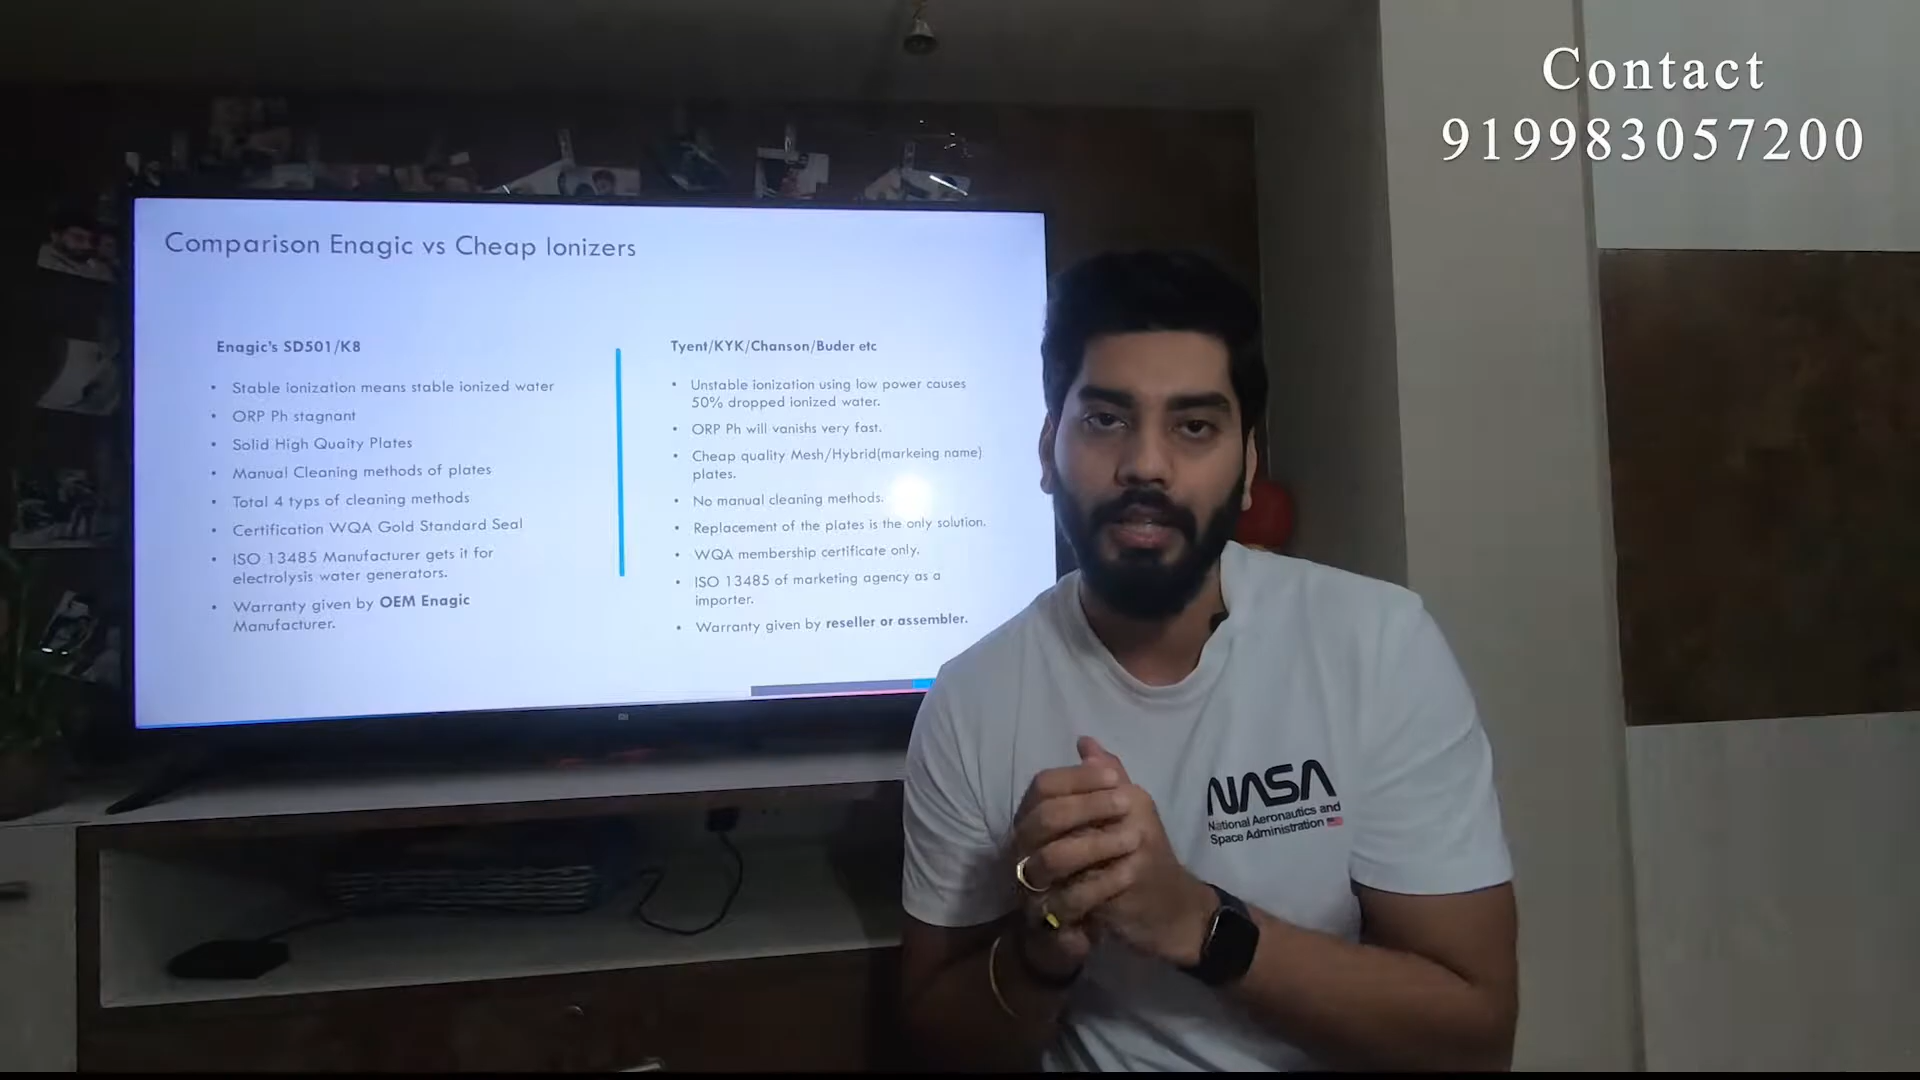 Contact
919983057200
Comparison Enagic vs Cheap Ionizers
Enagic's SD501/K8
• Stable ionization means stable ionized water
• ORP Ph stagnant
• Solid High Quaity Plates
• Manual Cleaning methods of plates
• Total 4 typs of cleaning methods
• Certification WQA Gold Standard Seal
• ISO 13485 Manufacturer gets it for
electrolysis water generators.
• Warranty given by OEM Enagic
Manufacturer.
Tyent/KYK/Chanson/Buder etc
• Unstable ionization using low power causes
50% dropped ionized water.
• ORP Ph will vanishs very fast.
• Cheap quality Mesh/Hybrid(markeing name)
plates.
• No manual cleaning methods.
• Replacement of the plates is the only solution.
• WQA membership certificate only.
• ISO 13485 of marketing agency as a
importer.
• Warranty given by reseller or assembler.
mi
NASA
National Aeronautics and
Space Administration